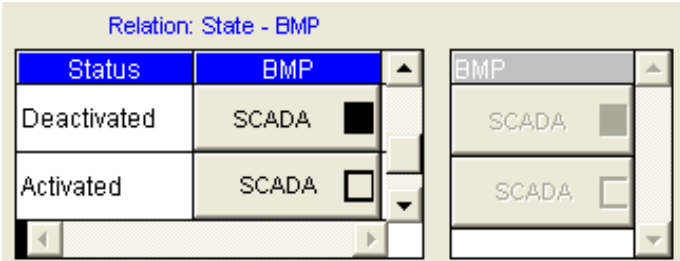 Relation: State - BMP
Status BMP BMP
Deactivated SCADA SCADA
Activated SCADA SCADA